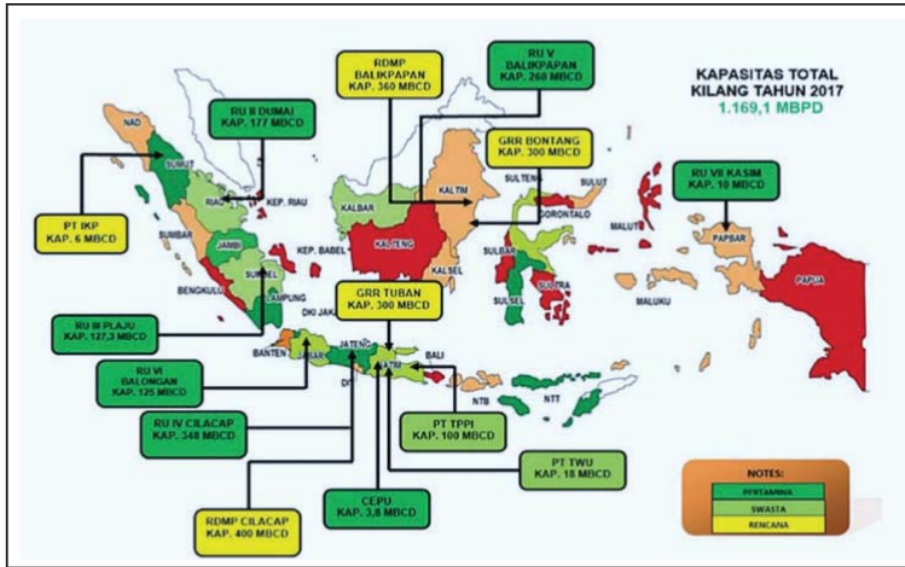 RDMP
BALIKPAPAN
KAP. 360 MBCD
RU V
BALIKPAPAN
KAP. 260 MBCD
KAPASITAS TOTAL
KILANG TAHUN 2017
1.169,1 MBPD
RU II DUMAI
KAP. 177 MBCD
GRR BONTANG
KAP. 300 MBCD
RU VII KASIM
KAP. 10 MBCD
NAD
SUMUT
RIAU
KEP. RIAU
PT IKP
KAP. 6 MBCD
SUMBAR
JAMBI
SUMSEL
BENGKULU
LAMPUNG
KEP. BABEL
KALBAR
KALTIM
KALTENG
KALSEL
SULTENG
SULUT
GORONTALO
SULBAR
SULSEL
SULTRA
MALUT
MALUKU
PAPBAR
PAPUA
GRR TUBAN
KAP. 300 MBCD
DKI JAKA
RU III PLAJU
KAP. 127,3 MBCD
BANTEN
JABAR
JATENG
JATIM
BALI
NTB
NTT
RU VI
BALONGAN
KAP. 125 MBCD
RU IV CILACAP
KAP. 348 MBCD
PT TPPI
KAP. 100 MBCD
PT TWU
KAP. 18 MBCD
RDMP CILACAP
KAP. 400 MBCD
CEPU
KAP. 3,8 MBCD
NOTES:
PERTAMINA
SWASTA
RENCANA